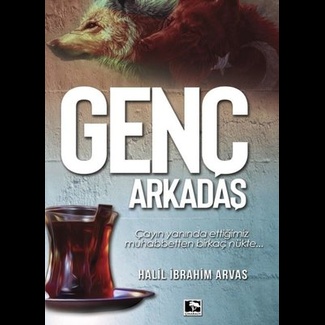 GENÇ
ARKADAŞ
Çayın yanında ettiğimiz
muhabbetten birkaç nükte...
HALİL İBRAHİM ARVAS